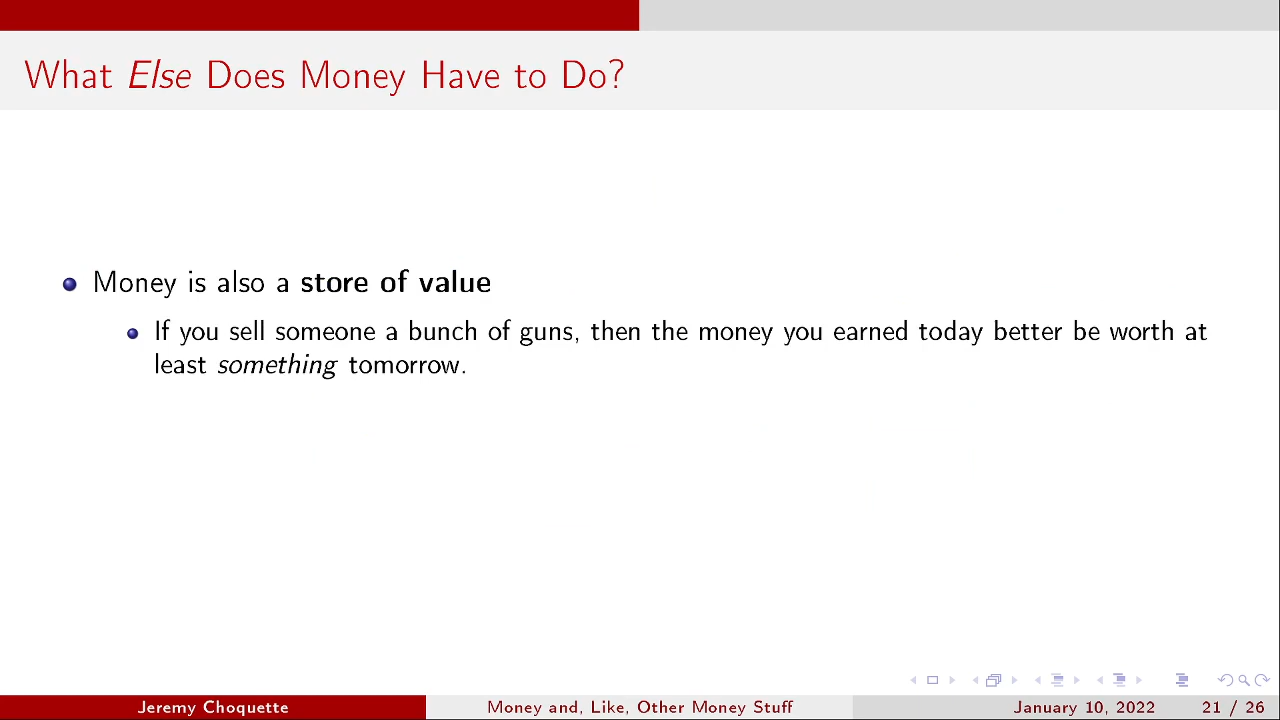 What Else Does Money Have to Do?
Money is also a store of value
If you sell someone a bunch of guns, then the money you earned today better be worth at
least something tomorrow.
Jeremy Choquette
Money and, Like, Other Money Stuff
January 10, 2022
21 / 26